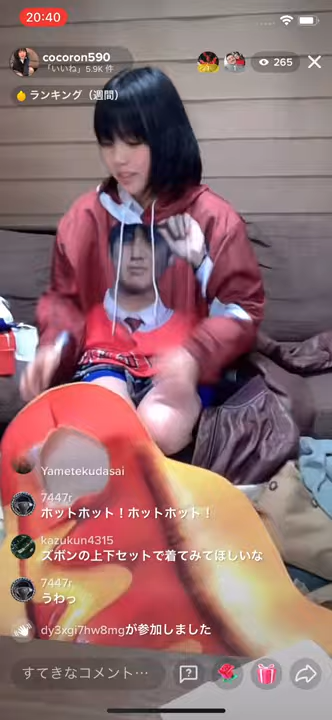 20:40
cocoron590
「いいね」5.9K 件
265
ランキング（週間）
Yametekudasai
7447r
ホットホット！ホットホット！
kazukun4315
ズボンの上下セットで着てみてほしいな
7447r
うわっ
dy3xgi7hw8mgが参加しました
すてきなコメント…